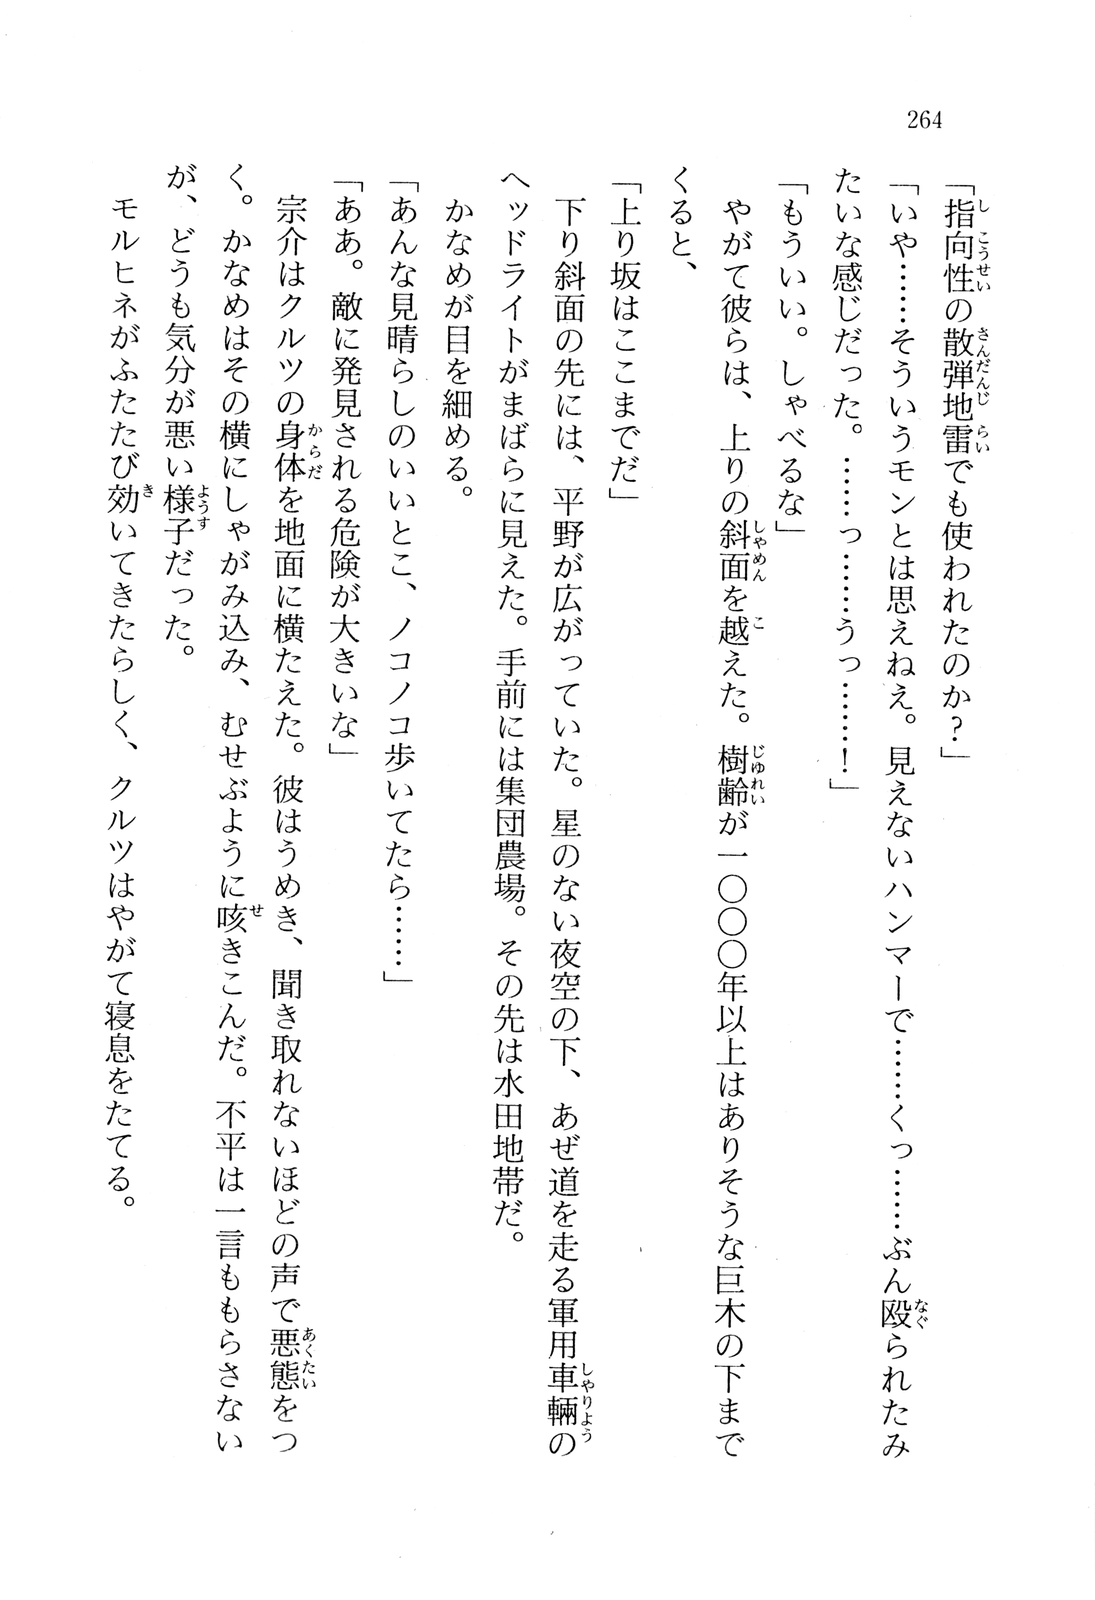 264
「指向性の散弾地雷でも使われたのか？」
「いや……そういうモンとは思えねえ。見えないハンマーで……くっ……ぶん殴られたみ
たいな感じだった。……っ……うっ……！」
「もういい。しゃべるな」
やがて彼らは、上りの斜面を越えた。樹齢が一〇〇〇年以上はありそうな巨木の下まで
くると、
「上り坂はここまでだ」
下り斜面の先には、平野が広がっていた。星のない夜空の下、あぜ道を走る軍用車輛の
ヘッドライトがまばらに見えた。手前には集団農場。その先は水田地帯だ。
かなめが目を細める。
「あんな見晴らしのいいとこ、ノコノコ歩いてたら……」
「ああ。敵に発見される危険が大きいな」
宗介はクルツの身体を地面に横たえた。彼はうめき、聞き取れないほどの声で悪態をつ
く。かなめはその横にしゃがみ込み、むせぶように咳きこんだ。不平は一言ももらさない
が、どうも気分が悪い様子だった。
モルヒネがふたたび効いてきたらしく、クルツはやがて寝息をたてる。